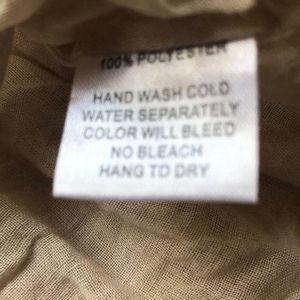 100% POLYESTER
HAND WASH COLD
WATER SEPARATELY
COLOR WILL BLEED
NO BLEACH
HANG TO DRY